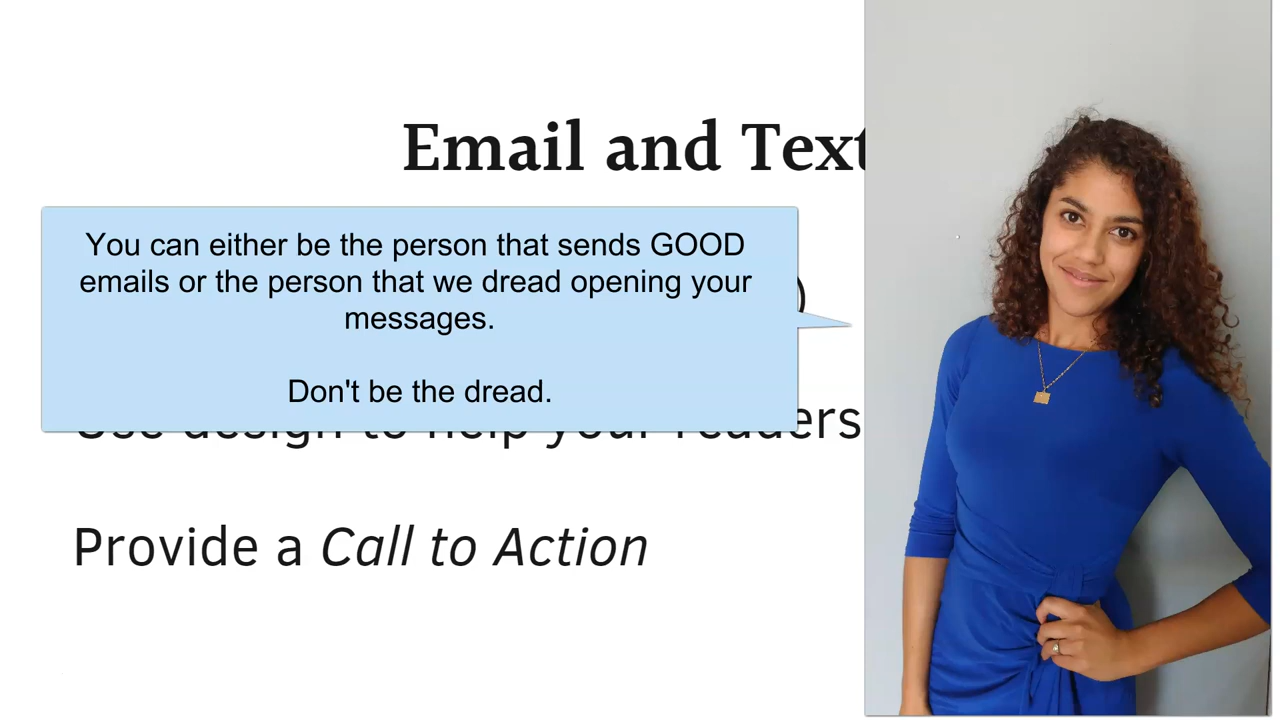 Email and Text
You can either be the person that sends GOOD
emails or the person that we dread opening your
messages.
Don't be the dread.
)
Use design to help your readers
Provide a Call to Action